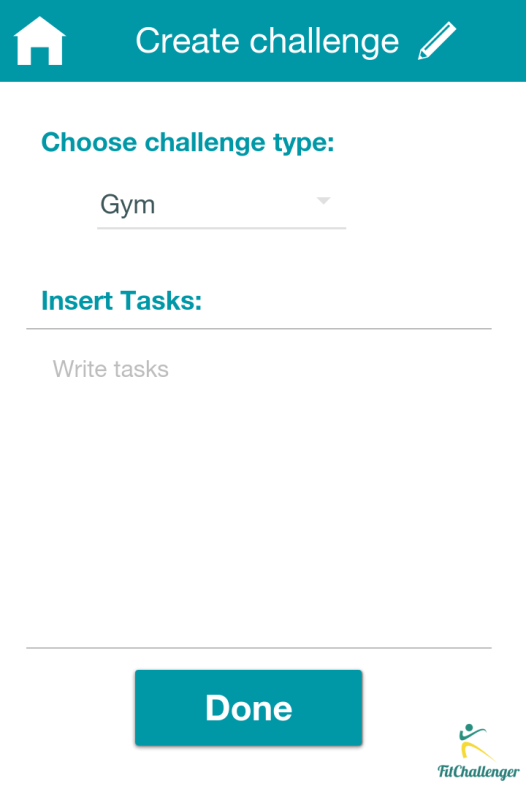 Create challenge
Choose challenge type:
Gym
Insert Tasks:
Write tasks
Done
FitChallenger